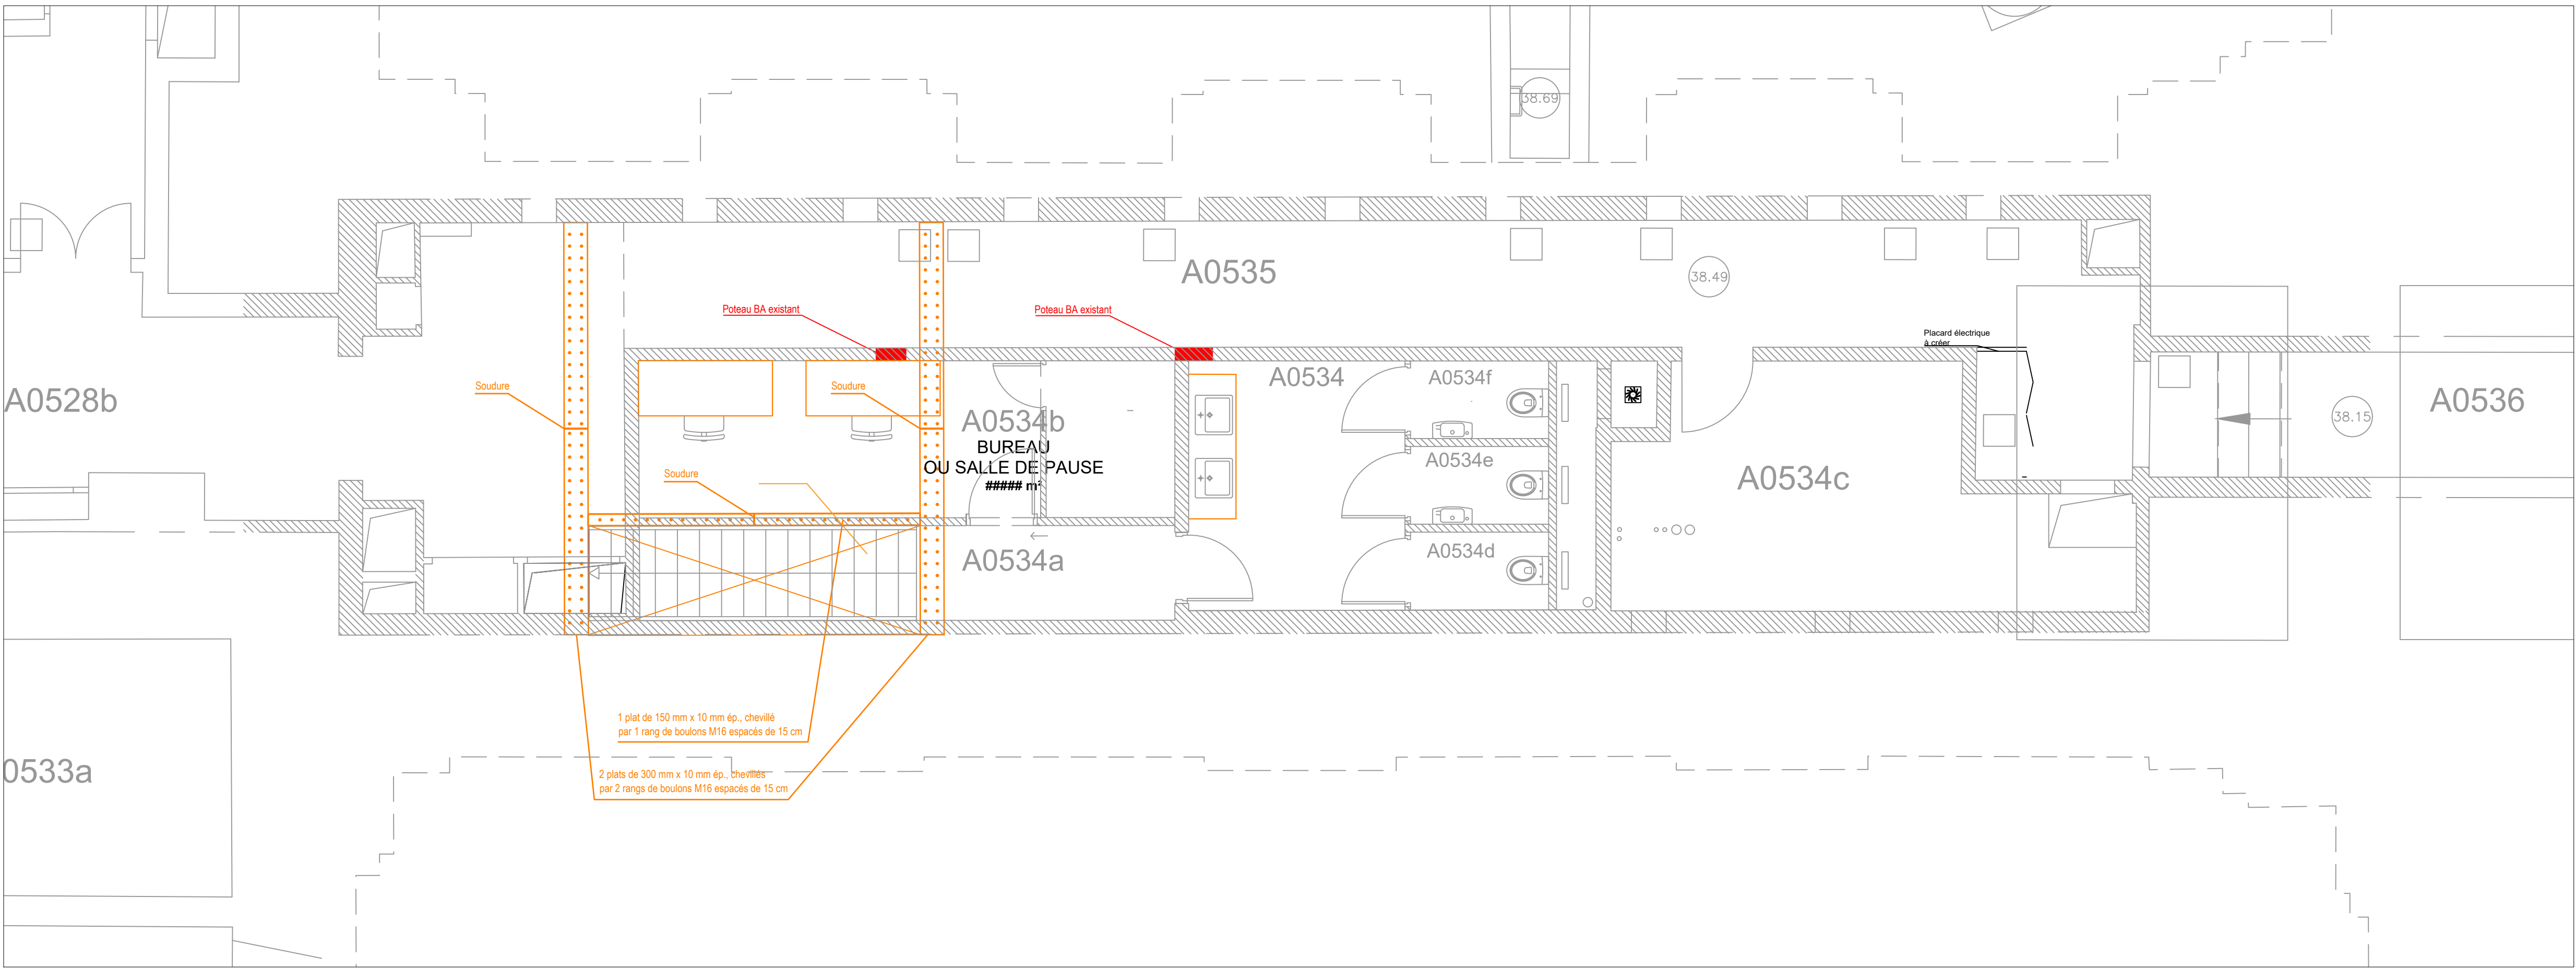 38.69
A0535
38.49
Poteau BA existant
Poteau BA existant
Placard électrique
à créer
A0528b
Soudure
Soudure
A0534
A0534f
A0536
38.15
A0534b
BUREAU
OU SALLE DE PAUSE
##### m²
A0534e
Soudure
A0534c
A0534a
A0534d
1 plat de 150 mm x 10 mm ép., chevillé
par 1 rang de boulons M16 espacés de 15 cm
0533a
2 plats de 300 mm x 10 mm ép., chevillés
par 2 rangs de boulons M16 espacés de 15 cm